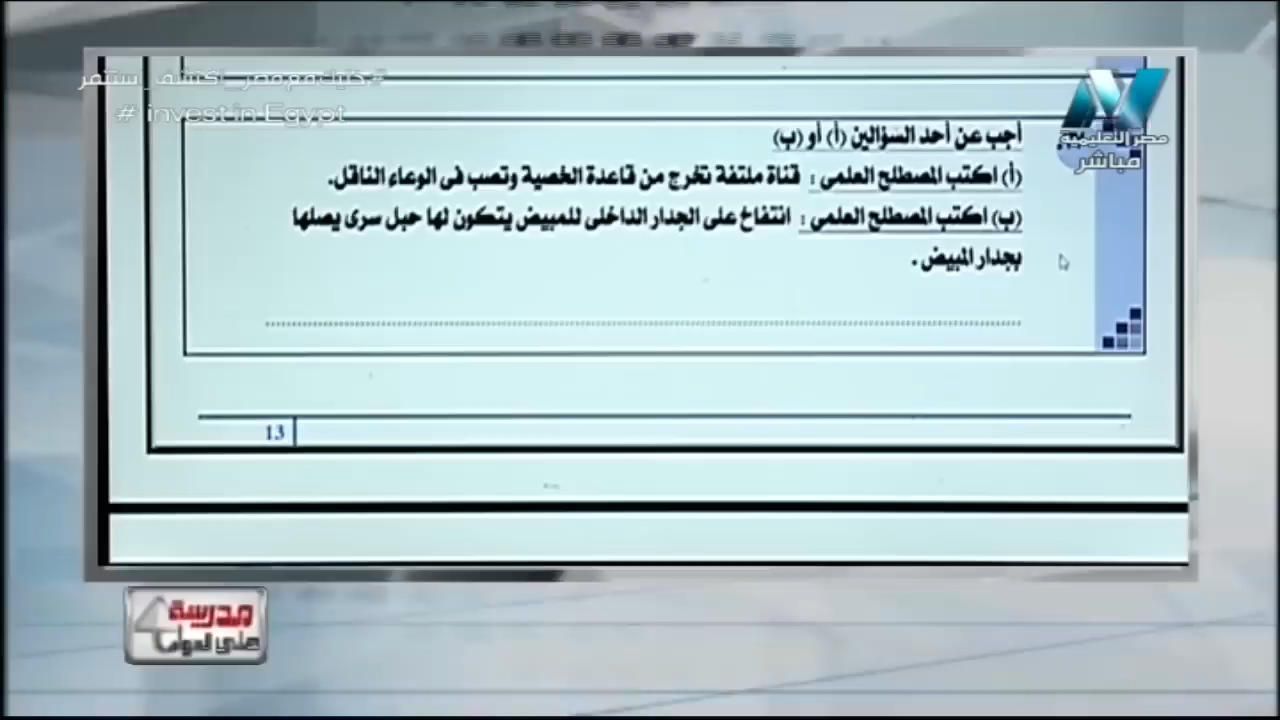 #خليك_مع_مصر_اكتشف_إستثمر
# invest in Egypt
مصر التعليمية
مباشر
أجب عن أحد السؤالين (أ) أو (ب)
(أ) اكتب المصطلح العلمى : قناة ملتفة تخرج من قاعدة الخصية وتصب فى الوعاء الناقل.
(ب) اكتب المصطلح العلمى : انتفاخ على الجدار الداخلى للمبيض يتكون لها حبل سرى يصلها
بجدار المبيض .
13
مدرسة
على الهواء